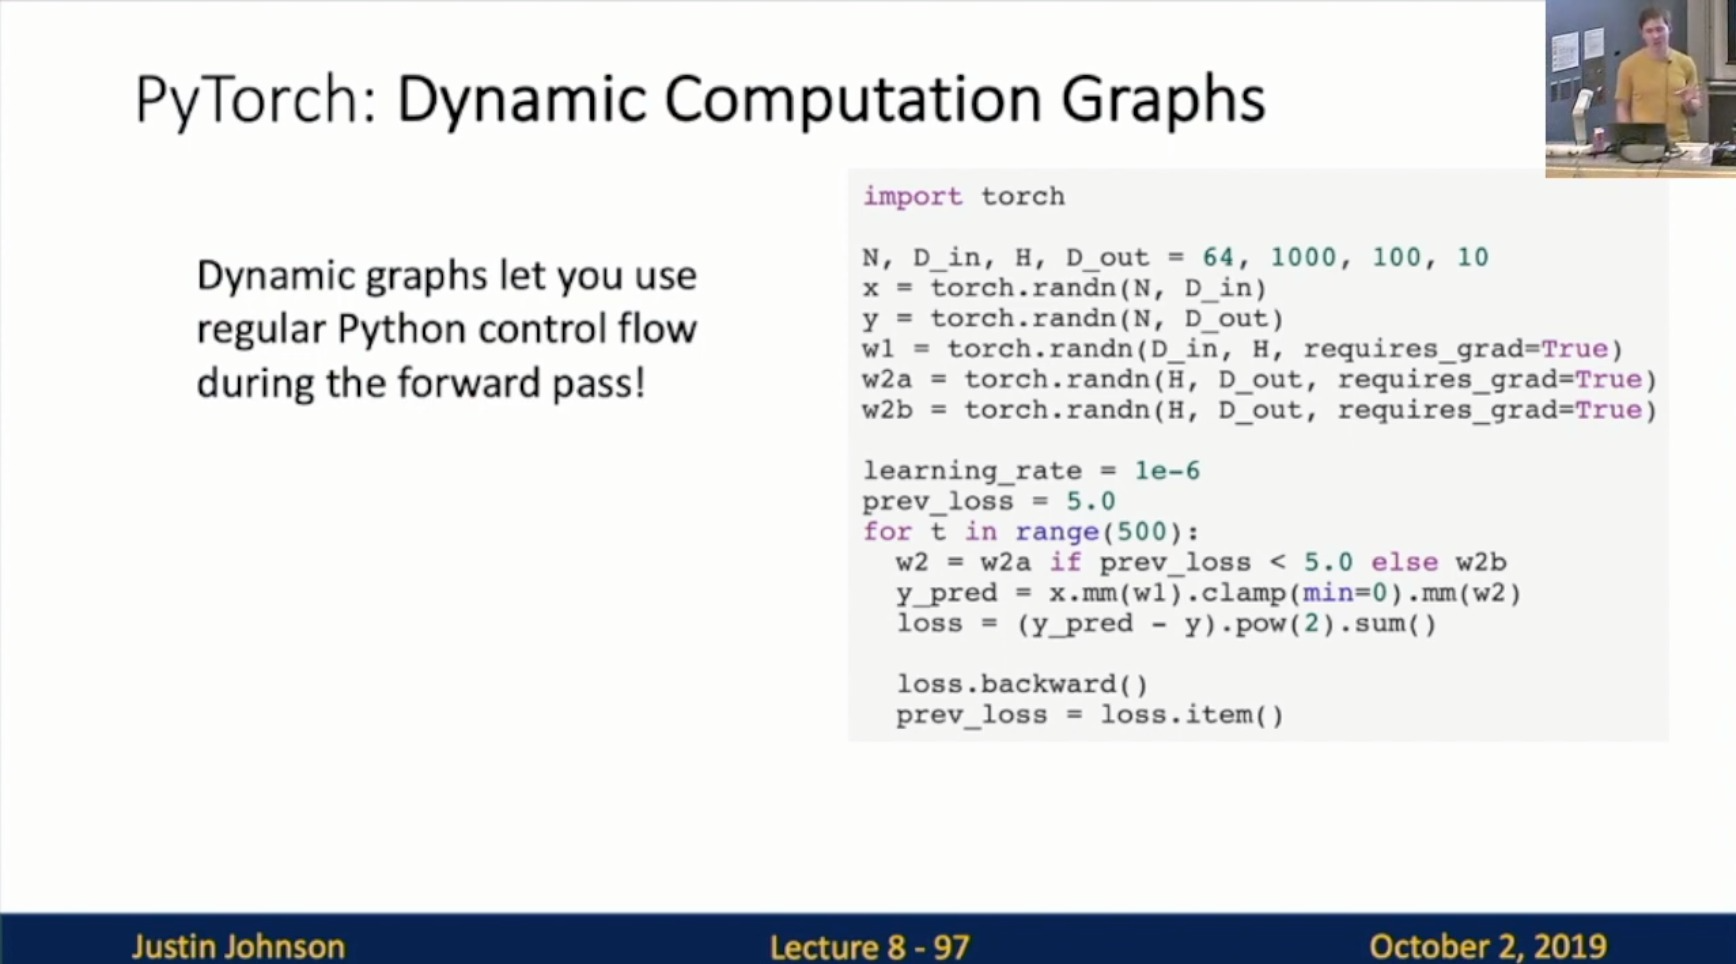 PyTorch: Dynamic Computation Graphs
Dynamic graphs let you use
regular Python control flow
during the forward pass!
import torch
N, D_in, H, D_out = 64, 1000, 100, 10
x = torch.randn(N, D_in)
y = torch.randn(N, D_out)
w1 = torch.randn(D_in, H, requires_grad=True)
w2a = torch.randn(H, D_out, requires_grad=True)
w2b = torch.randn(H, D_out, requires_grad=True)
learning_rate = 1e-6
prev_loss = 5.0
for t in range(500):
  w2 = w2a if prev_loss < 5.0 else w2b
  y_pred = x.mm(w1).clamp(min=0).mm(w2)
  loss = (y_pred - y).pow(2).sum()
  loss.backward()
  prev_loss = loss.item()
Justin Johnson
Lecture 8 - 97
October 2, 2019